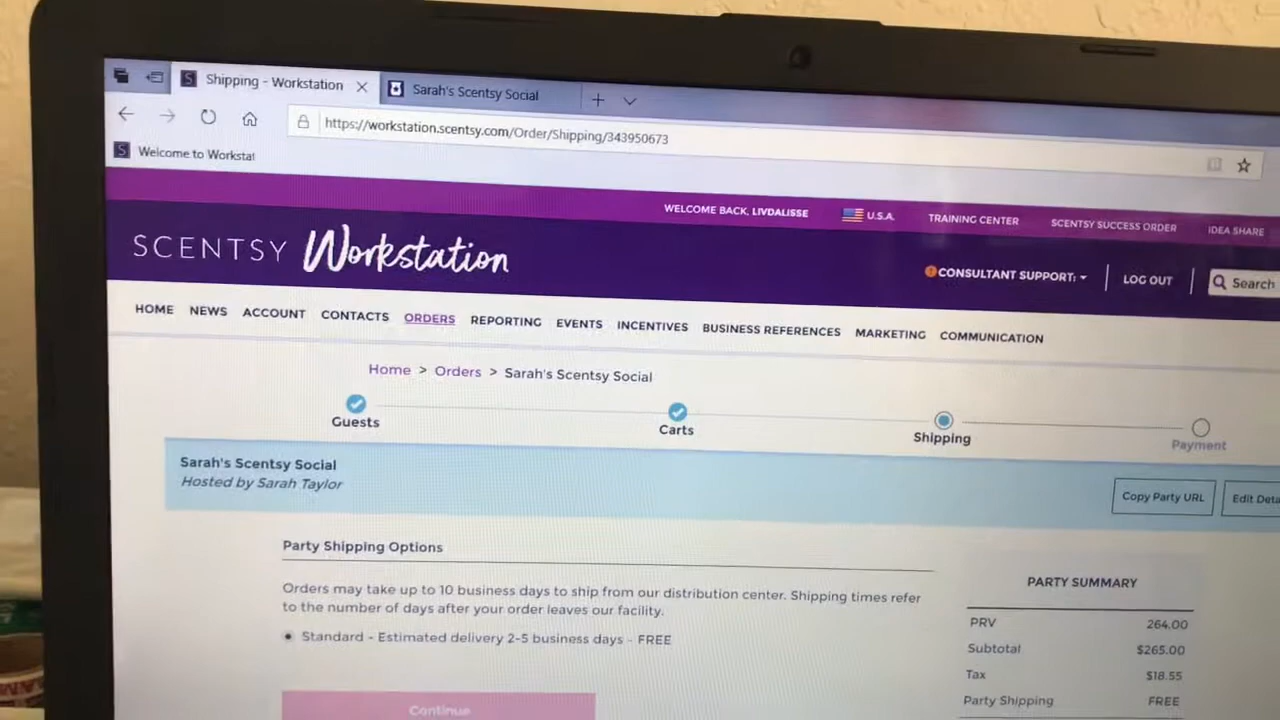 Shipping - Workstation
Sarah's Scentsy Social
https://workstation.scentsy.com/Order/Shipping/343950673
Welcome to Workstat
WELCOME BACK, LIVDALISSE U.S.A. TRAINING CENTER SCENTSY SUCCESS ORDER IDEA SHARE
SCENTSY Workstation
CONSULTANT SUPPORT: LOG OUT Search
HOME NEWS ACCOUNT CONTACTS ORDERS REPORTING EVENTS INCENTIVES BUSINESS REFERENCES MARKETING COMMUNICATION
Home > Orders > Sarah's Scentsy Social
Guests Carts Shipping Payment
Sarah's Scentsy Social
Hosted by Sarah Taylor
Copy Party URL Edit Deta
Party Shipping Options
Orders may take up to 10 business days to ship from our distribution center. Shipping times refer
to the number of days after your order leaves our facility.
Standard - Estimated delivery 2-5 business days - FREE
Continue
PARTY SUMMARY
PRV 264.00
Subtotal $265.00
Tax $18.55
Party Shipping FREE